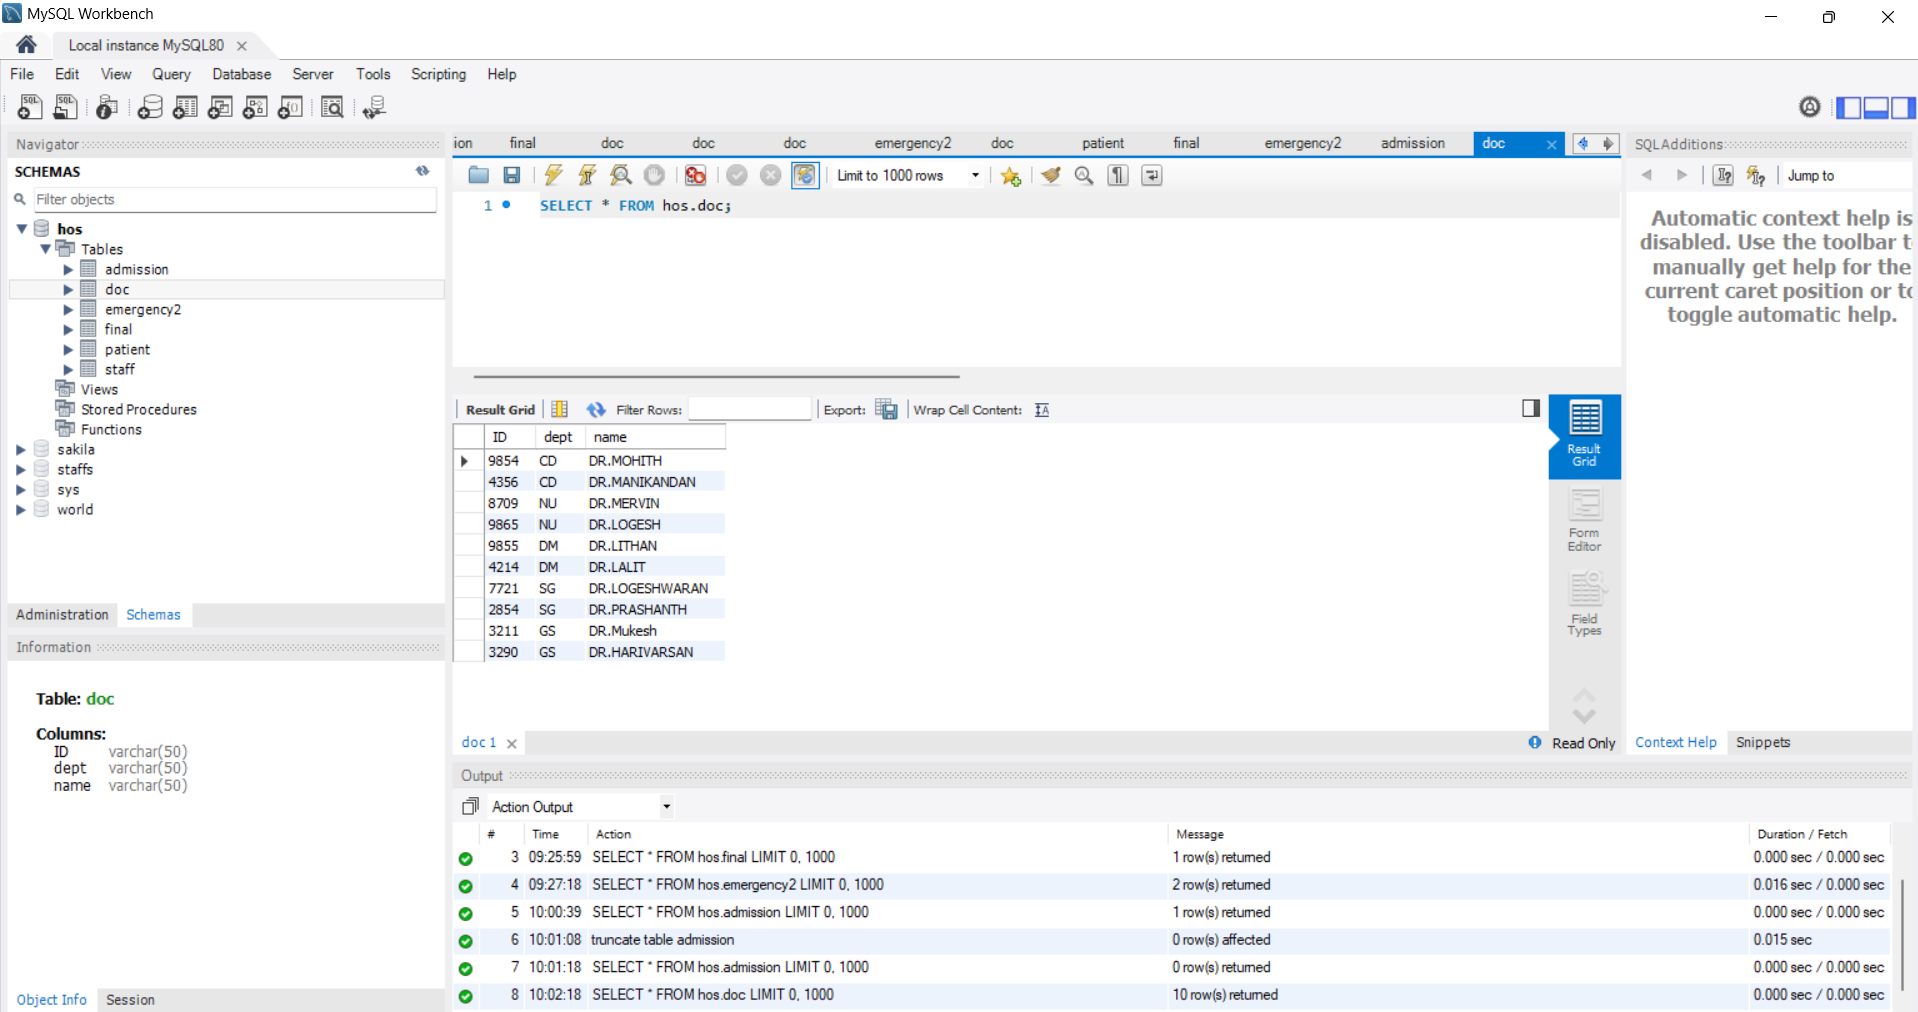 MySQL Workbench
Local instance MySQL80
File Edit View Query Database Server Tools Scripting Help
Navigator
SCHEMAS
Filter objects
hos
Tables
admission
doc
emergency2
final
patient
staff
Views
Stored Procedures
Functions
sakila
staffs
sys
world
Administration Schemas
Information
Table: doc
Columns:
ID varchar(50)
dept varchar(50)
name varchar(50)
Object Info Session
ion final doc doc doc emergency2 doc patient final emergency2 admission doc
Limit to 1000 rows
1 SELECT * FROM hos.doc;
Result Grid Filter Rows: Export: Wrap Cell Content:
ID dept name
9854 CD DR.MOHITH
4356 CD DR.MANIKANDAN
8709 NU DR.MERVIN
9865 NU DR.LOGESH
9855 DM DR.LITHAN
4214 DM DR.LALIT
7721 SG DR.LOGESHWARAN
2854 SG DR.PRASHANTH
3211 GS DR.Mukesh
3290 GS DR.HARIVARSAN
Result
Grid
Form
Editor
Field
Types
doc 1
Read Only
SQLAdditions
Jump to
Automatic context help is
disabled. Use the toolbar t
manually get help for the
current caret position or to
toggle automatic help.
Context Help Snippets
Output
Action Output
# Time Action Message Duration / Fetch
3 09:25:59 SELECT * FROM hos.final LIMIT 0, 1000 1 row(s) returned 0.000 sec / 0.000 sec
4 09:27:18 SELECT * FROM hos.emergency2 LIMIT 0, 1000 2 row(s) returned 0.016 sec / 0.000 sec
5 10:00:39 SELECT * FROM hos.admission LIMIT 0, 1000 1 row(s) returned 0.000 sec / 0.000 sec
6 10:01:08 truncate table admission 0 row(s) affected 0.015 sec
7 10:01:18 SELECT * FROM hos.admission LIMIT 0, 1000 0 row(s) returned 0.000 sec / 0.000 sec
8 10:02:18 SELECT * FROM hos.doc LIMIT 0, 1000 10 row(s) returned 0.000 sec / 0.000 sec